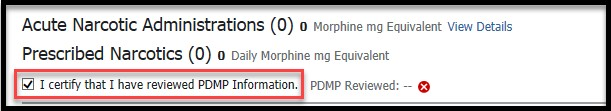 Acute Narcotic Administrations (0) 0 Morphine mg Equivalent View Details
Prescribed Narcotics (0) 0 Daily Morphine mg Equivalent
I certify that I have reviewed PDMP Information. PDMP Reviewed: --